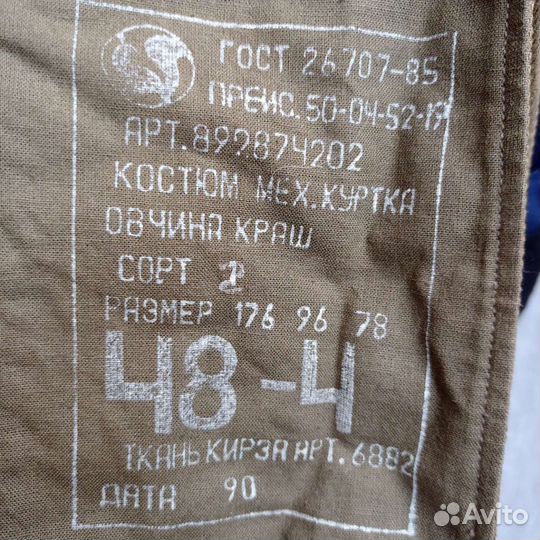 ГОСТ 26707-85
ПРЕЙС. 50-04-52-19
АРТ. 892874202
КОСТЮМ МЕХ. КУРТКА
ОВЧИНА КРАШ
СОРТ 2
РАЗМЕР 176 96 78
48-4
ТКАНЬ КИРЗА АРТ. 6882
ДАТА 90
Avito